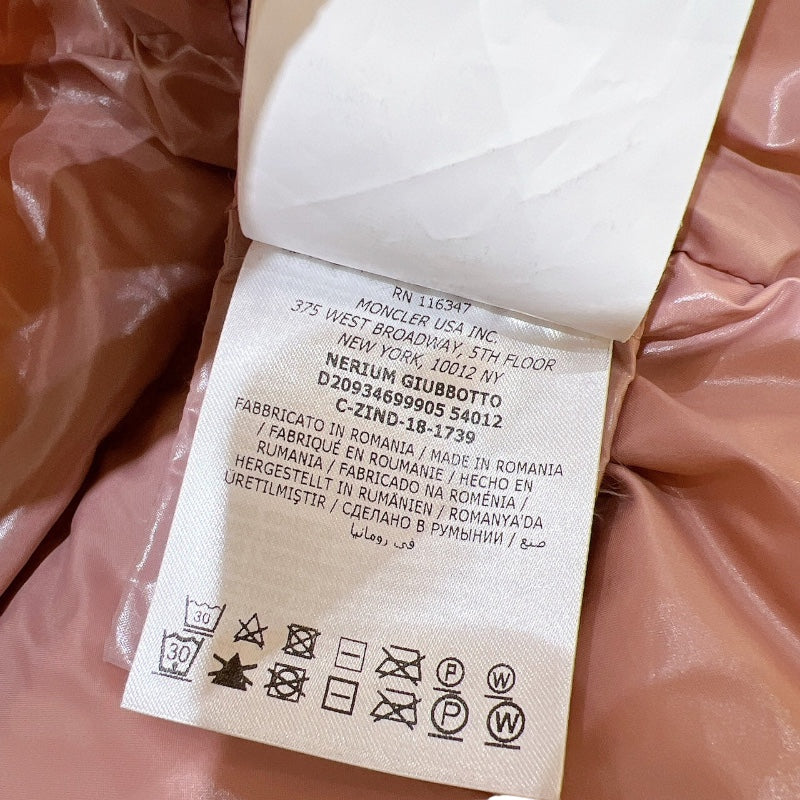 RN 116347
MONCLER USA INC.
375 WEST BROADWAY, 5TH FLOOR
NEW YORK, 10012 NY
NERIUM GIUBBOTTO
D20934699905 54012
C-ZIND-18-1739
FABBRICATO IN ROMANIA / MADE IN ROMANIA
/ FABRIQUÉ EN ROUMANIE / HECHO EN
RUMANIA / FABRICADO NA ROMÉNIA /
HERGESTELLT IN RUMÄNIEN / ROMANYA'DA
ÜRETILMIŞTIR / СДЕЛАНО В РУМЫНИИ / صنع
في رومانيا
30 P W
30 P W